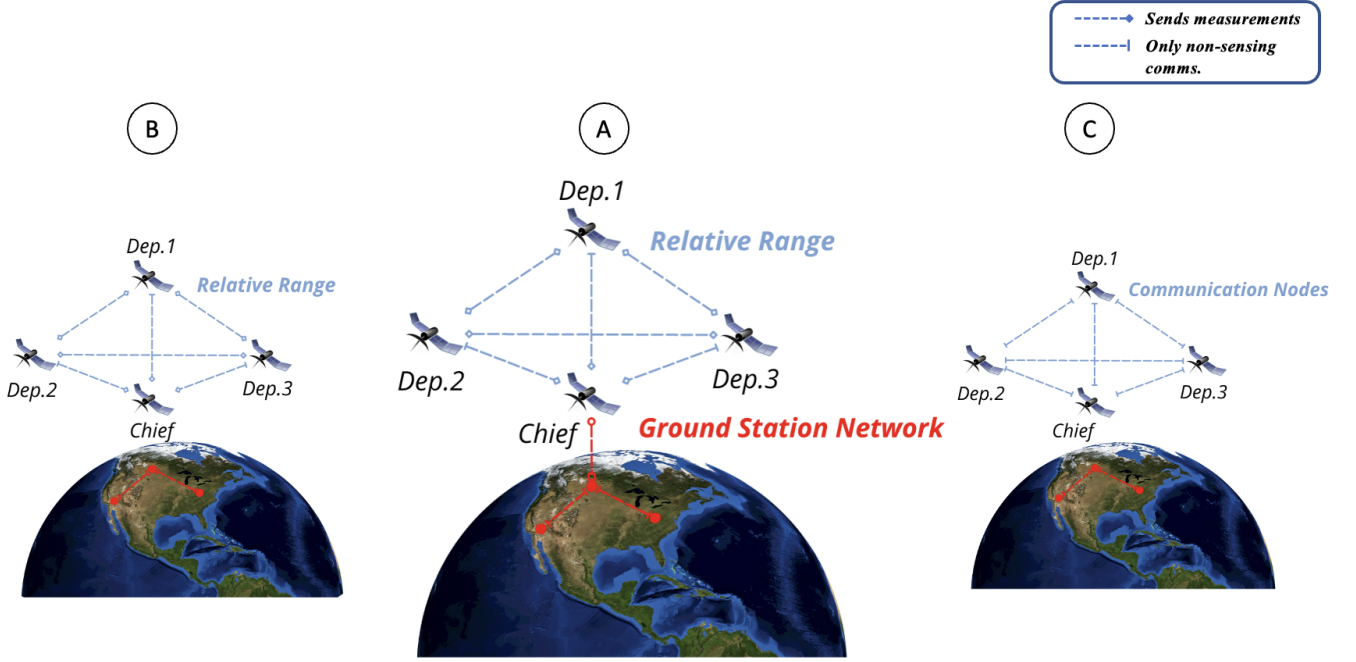 Sends measurements
Only non-sensing
comms.
B
A
C
Dep.1
Relative Range
Dep.2
Dep.3
Chief
Dep.1
Relative Range
Dep.2
Dep.3
Chief
Ground Station Network
Dep.1
Communication Nodes
Dep.2
Dep.3
Chief